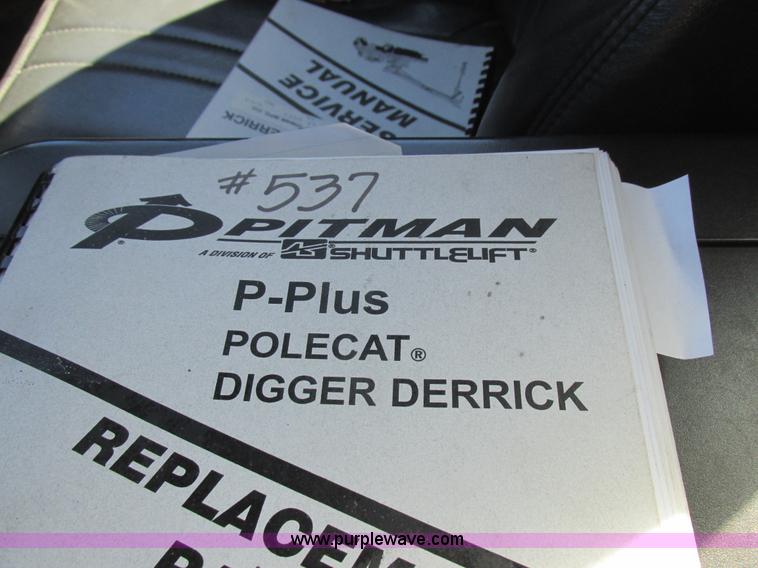 SERVICE
MANUAL
DERRICK
#537
PITMAN
A DIVISION OF SHUTTLELIFT®
P-Plus
POLECAT®
DIGGER DERRICK
REPLACEM
www.purplewave.com